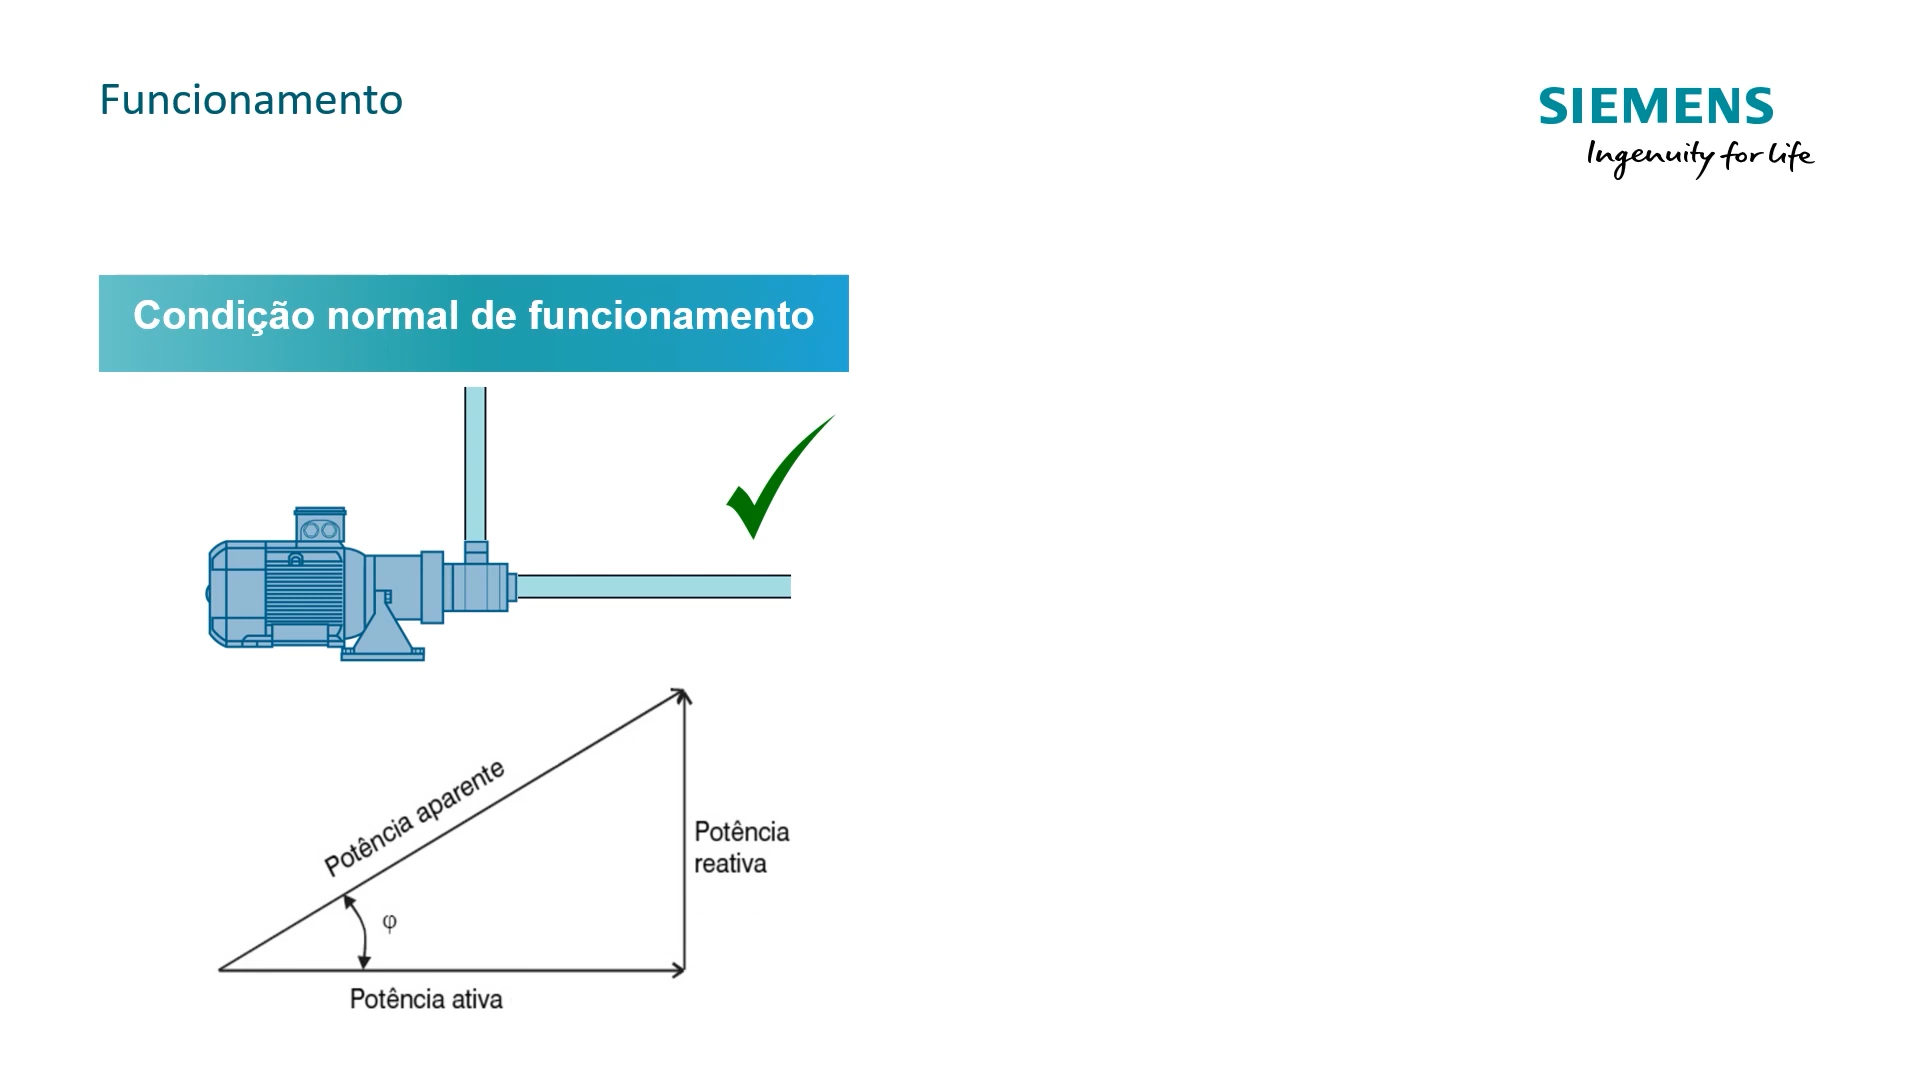 Funcionamento
SIEMENS
Ingenuity for life
Condição normal de funcionamento
Potência aparente
Potência
reativa
φ
Potência ativa